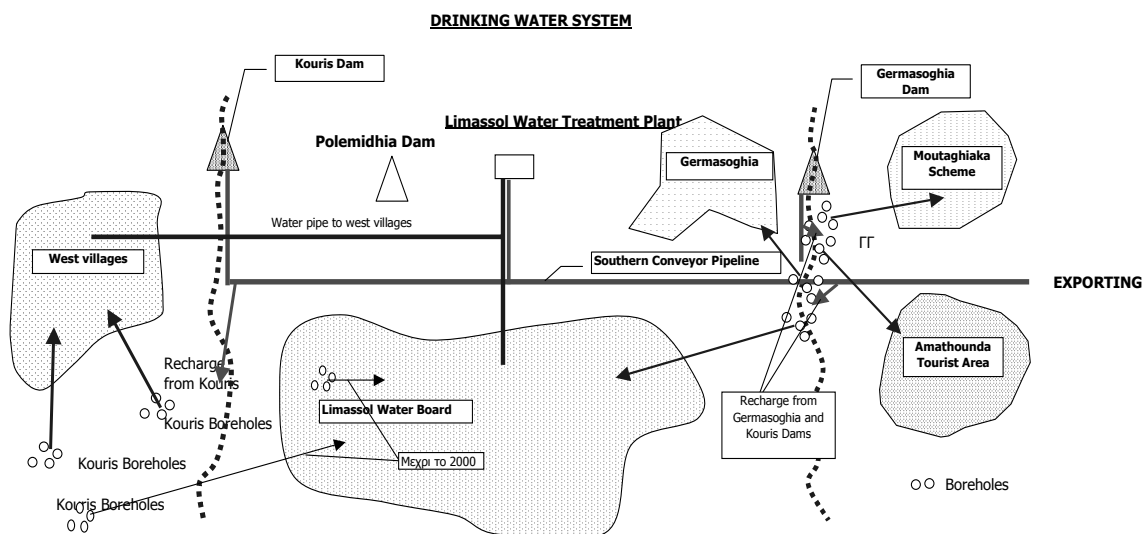 DRINKING WATER SYSTEM
Kouris Dam
Germasoghia
Dam
Limassol Water Treatment Plant
Polemidhia Dam
Germasoghia
Moutaghiaka
Scheme
Water pipe to west villages
ΓΓ
West villages
Southern Conveyor Pipeline
EXPORTING
Amathounda
Tourist Area
Recharge
from Kouris
Limassol Water Board
Recharge from
Germasoghia and
Kouris Dams
Kouris Boreholes
Kouris Boreholes
Μεχρι το 2000
Boreholes
Kouris Boreholes